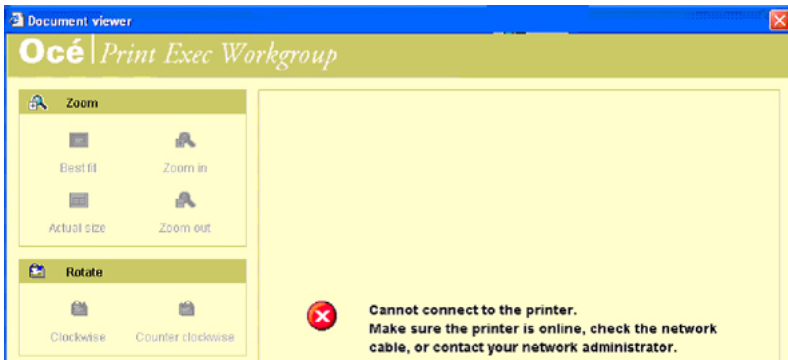 Document viewer
Océ Print Exec Workgroup
Zoom
Best fit Zoom in
Actual size Zoom out
Rotate
Clockwise Counter clockwise
Cannot connect to the printer.
Make sure the printer is online, check the network
cable, or contact your network administrator.